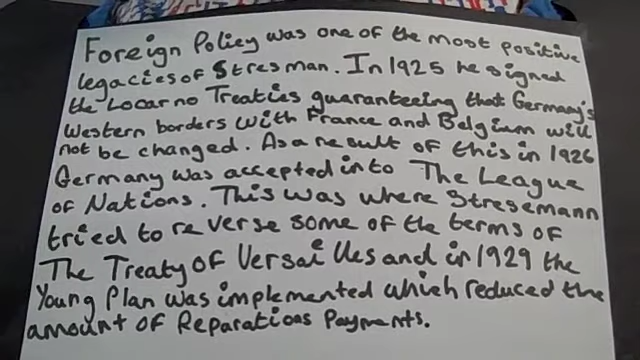 Foreign Policy was one of the most positive
legacies of Stresman. In 1925 he signed
the Locarno Treaties guaranteeing that Germany's
Western borders with France and Belgium will
not be changed. As a result of this in 1926
Germany was accepted into The League
of Nations. This was where Stresemann
tried to reverse some of the terms of
The Treaty of Versailles and in 1929 the
Young Plan was implemented which reduced the
amount of Reparations Payments.